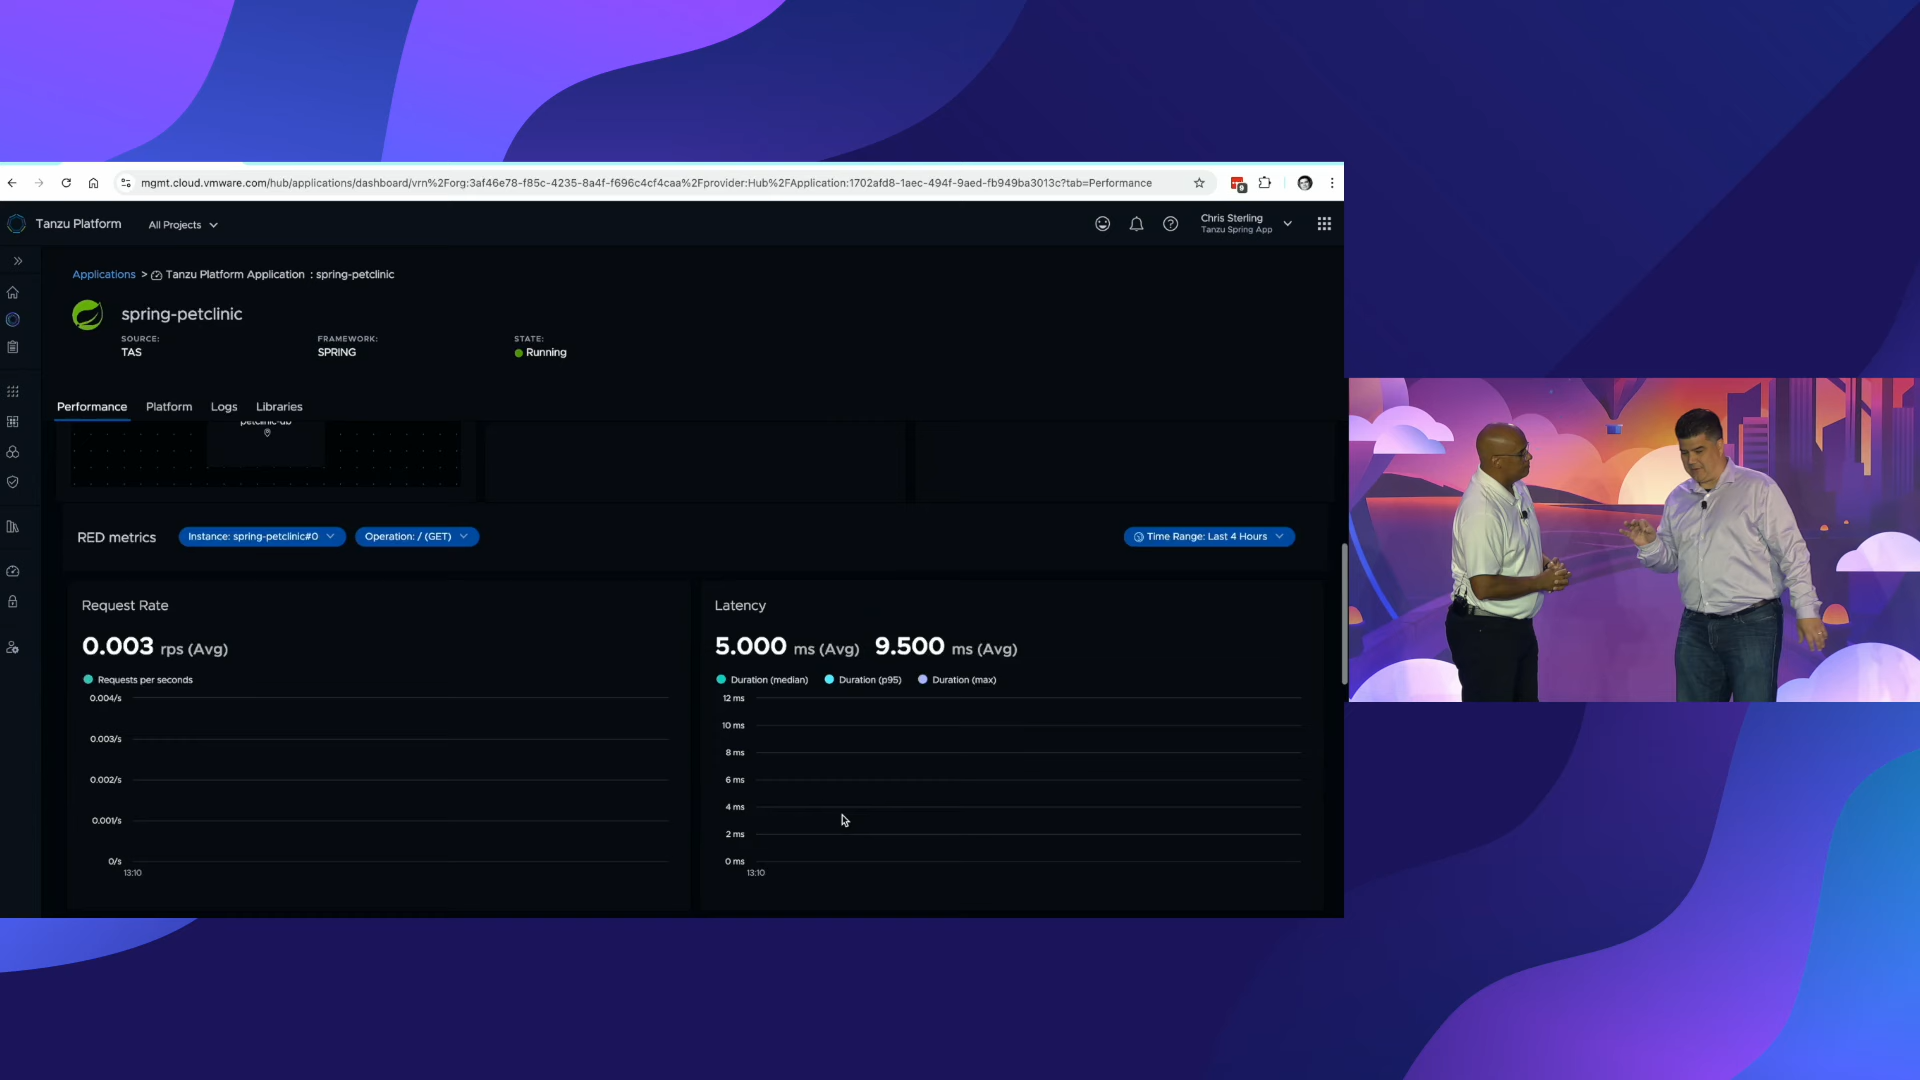 mgmt.cloud.vmware.com/hub/applications/dashboard/vrn%2Forg:3af46e78-f85c-4235-8a4f-f696c4cf4caa%2Fprovider:Hub%2FApplication:1702afd8-1aec-494f-9aed-fb949ba3013c?tab=Performance
9
Tanzu Platform
All Projects
Chris Sterling
Tanzu Spring App
Applications > Tanzu Platform Application : spring-petclinic
spring-petclinic
SOURCE: FRAMEWORK: STATE:
TAS SPRING Running
Performance Platform Logs Libraries
petclinic-db
RED metrics Instance: spring-petclinic#0 Operation: / (GET) Time Range: Last 4 Hours
Request Rate
0.003 rps (Avg)
Requests per seconds
0.004/s
0.003/s
0.002/s
0.001/s
0/s
13:10
Latency
5.000 ms (Avg) 9.500 ms (Avg)
Duration (median) Duration (p95) Duration (max)
12 ms
10 ms
8 ms
6 ms
4 ms
2 ms
0 ms
13:10